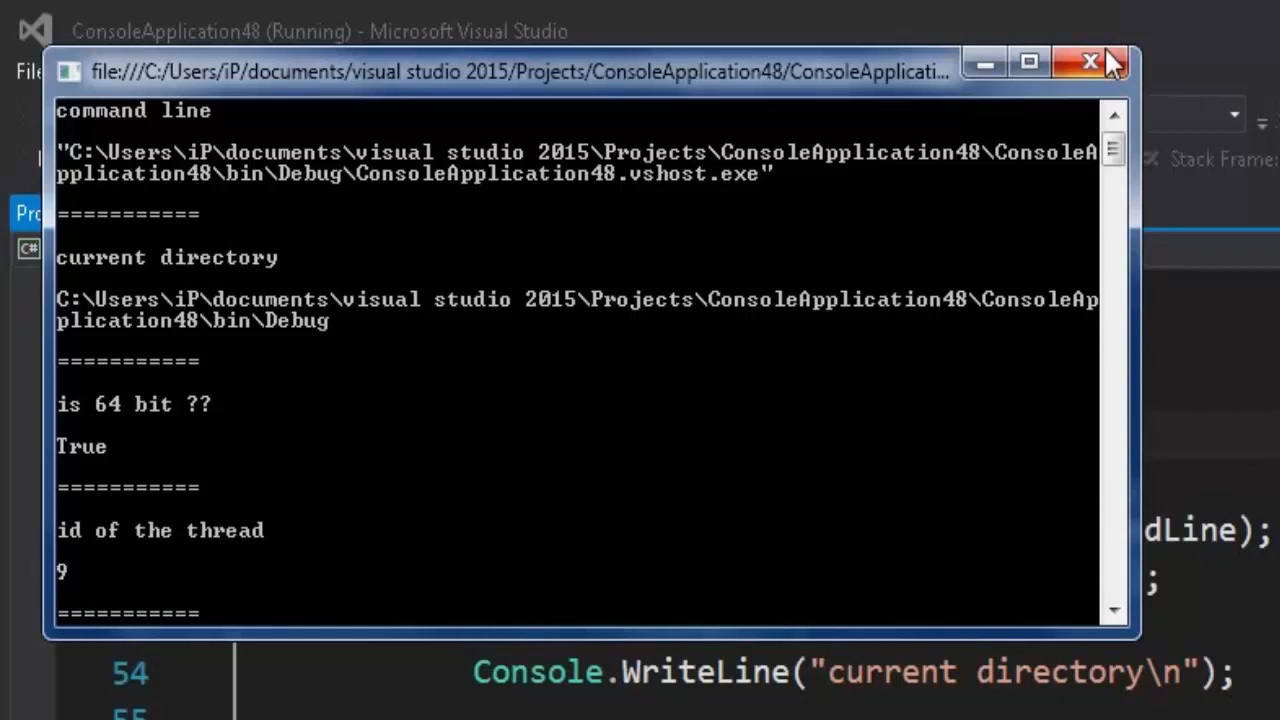 ConsoleApplication48 (Running) - Microsoft Visual Studio
File
file:///C:/Users/iP/documents/visual studio 2015/Projects/ConsoleApplication48/ConsoleApplicati...
command line
"C:\Users\iP\documents\visual studio 2015\Projects\ConsoleApplication48\ConsoleA
pplication48\bin\Debug\ConsoleApplication48.vshost.exe"
===========
current directory
C:\Users\iP\documents\visual studio 2015\Projects\ConsoleApplication48\ConsoleAp
plication48\bin\Debug
===========
is 64 bit ??
True
===========
id of the thread
9
===========
Stack Frame:
Pro
C#
dLine);
;
54 Console.WriteLine("current directory\n");
55